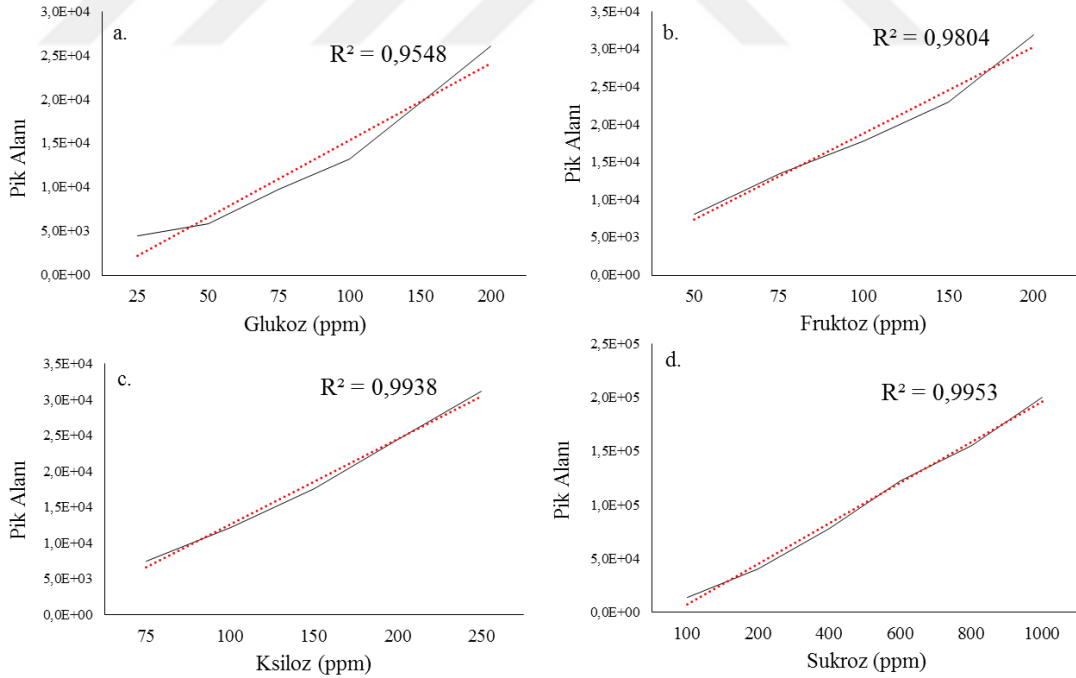 a.
R² = 0,9548
3,0E+04
2,5E+04
2,0E+04
1,5E+04
1,0E+04
5,0E+03
0,0E+00
Pik Alanı
25 50 75 100 150 200
Glukoz (ppm)
b.
R² = 0,9804
3,5E+04
3,0E+04
2,5E+04
2,0E+04
1,5E+04
1,0E+04
5,0E+03
0,0E+00
Pik Alanı
50 75 100 150 200
Fruktoz (ppm)
c.
R² = 0,9938
3,5E+04
3,0E+04
2,5E+04
2,0E+04
1,5E+04
1,0E+04
5,0E+03
0,0E+00
Pik Alanı
75 100 150 200 250
Ksiloz (ppm)
d.
R² = 0,9953
2,5E+05
2,0E+05
1,5E+05
1,0E+05
5,0E+04
0,0E+00
Pik Alanı
100 200 400 600 800 1000
Sukroz (ppm)